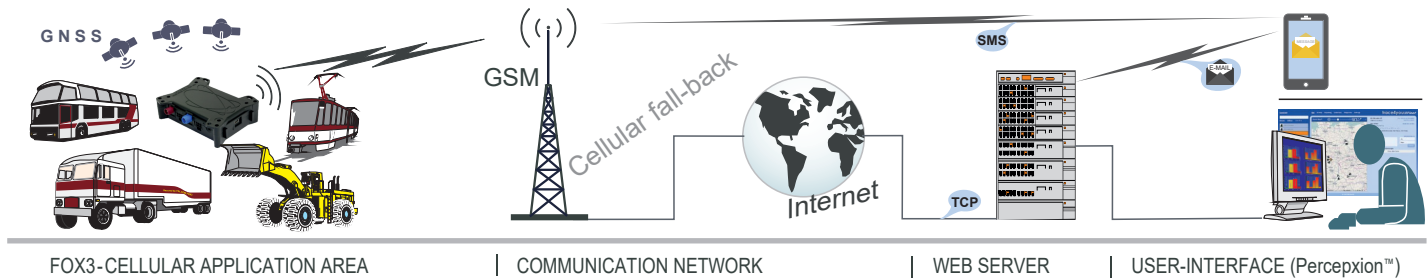 GNSS
GSM
Cellular fall-back
Internet
TCP
SMS
E-MAIL
MESSAGE
FOX3-CELLULAR APPLICATION AREA
COMMUNICATION NETWORK
WEB SERVER
USER-INTERFACE (Percepxion™)